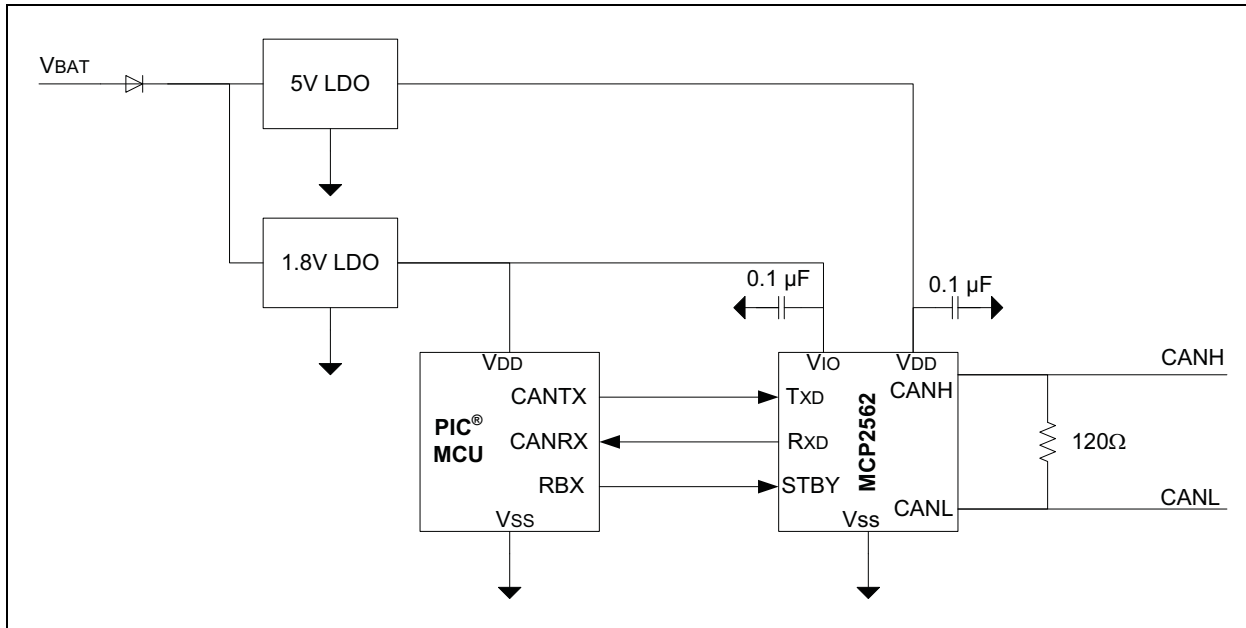 VBAT
5V LDO
1.8V LDO
0.1 µF
0.1 µF
VDD
VIO
VDD
CANH
CANH
CANTX
TXD
PIC®
MCU
CANRX
RXD
MCP2562
120Ω
RBX
STBY
CANL
CANL
VSS
Vss